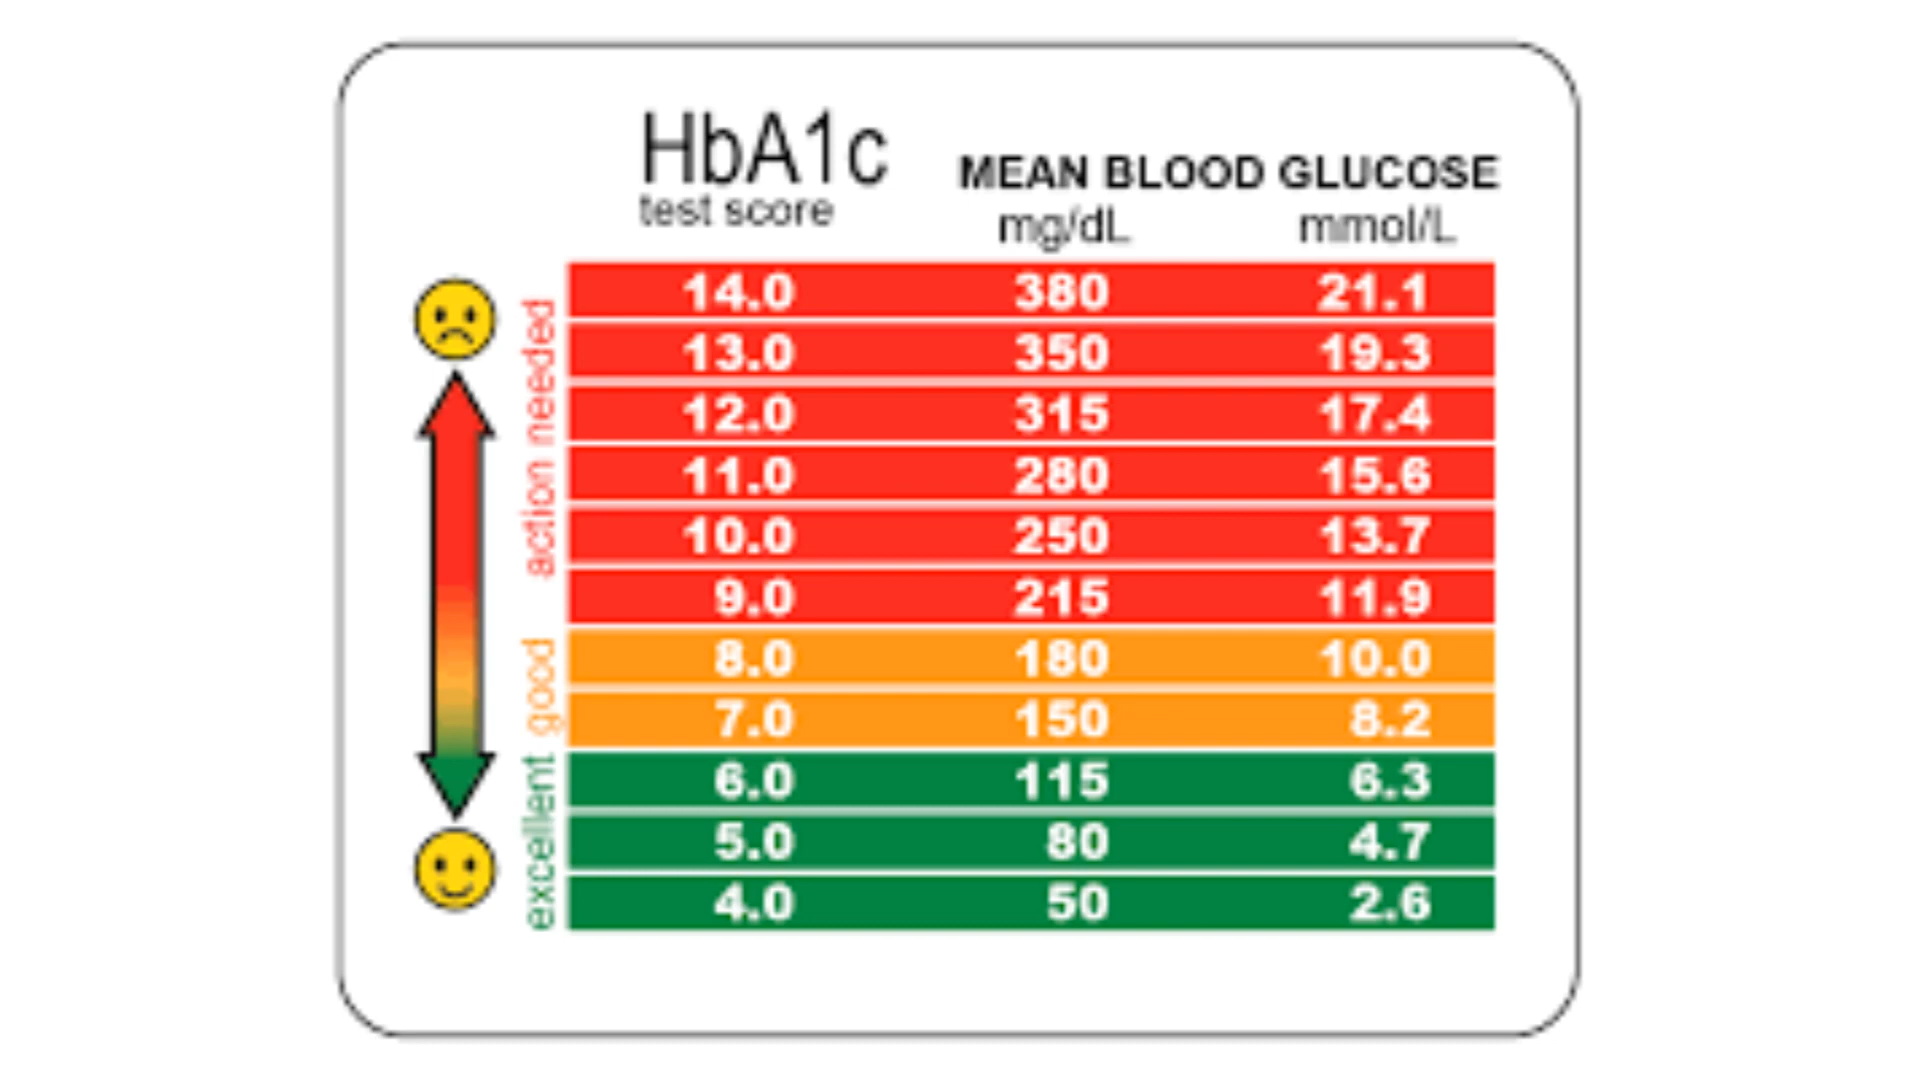 HbA1c
test score
MEAN BLOOD GLUCOSE
mg/dL mmol/L
action needed
14.0 380 21.1
13.0 350 19.3
12.0 315 17.4
11.0 280 15.6
10.0 250 13.7
9.0 215 11.9
good
8.0 180 10.0
7.0 150 8.2
excellent
6.0 115 6.3
5.0 80 4.7
4.0 50 2.6